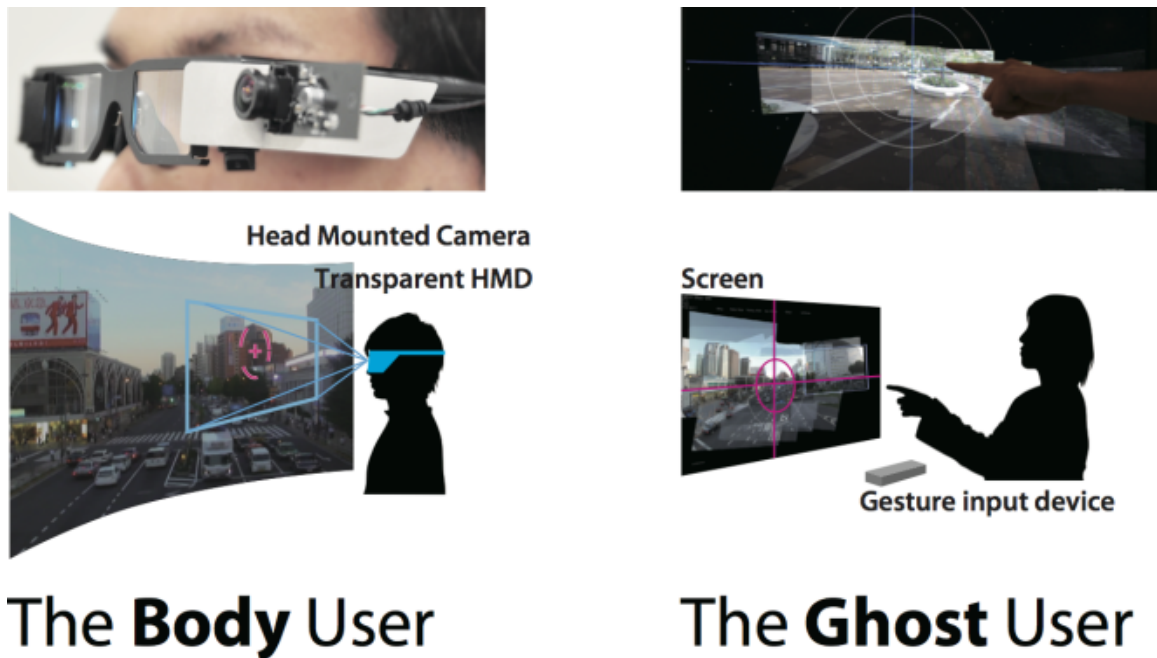 Head Mounted Camera
Transparent HMD
Screen
Gesture input device
The Body User
The Ghost User